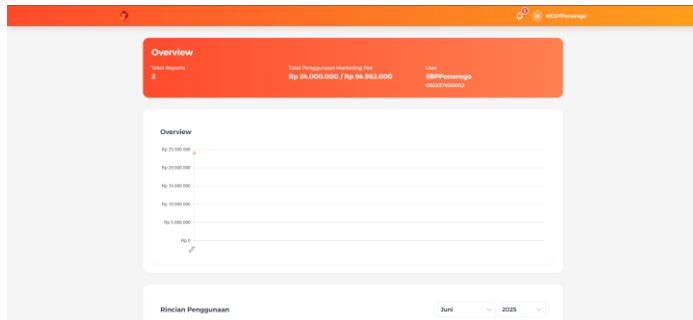 MCDTPonorogo
Overview
Total Reports
2
Total Penggunaan Marketing Fee
Rp 24.000.000 / Rp 94.962.000
User
SBPPonorogo
082337920002
Overview
Rp 25.000.000
Rp 20.000.000
Rp 15.000.000
Rp 10.000.000
Rp 5.000.000
Rp 0
Rincian Penggunaan
Juni
2025